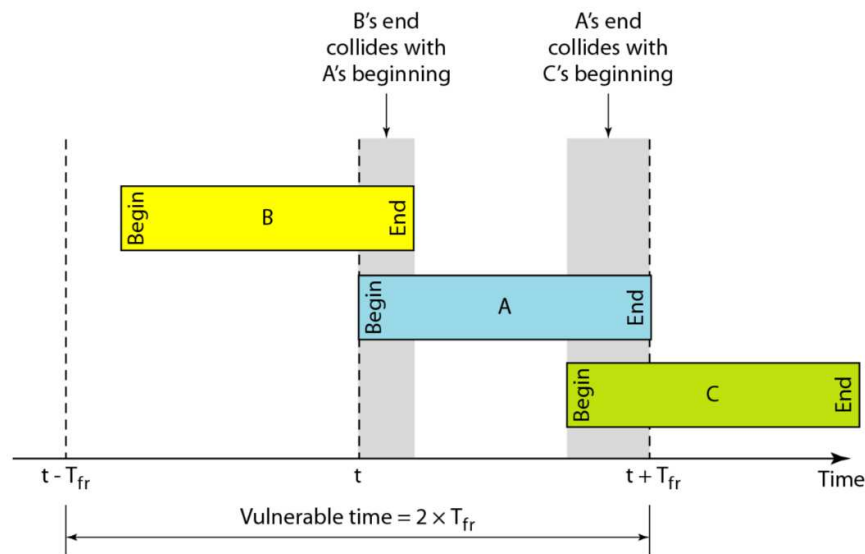 B's end
collides with
A's beginning
A's end
collides with
C's beginning
Begin
B
End
Begin
A
End
Begin
C
End
t - Tfr
t
t + Tfr
Time
Vulnerable time = 2 × Tfr